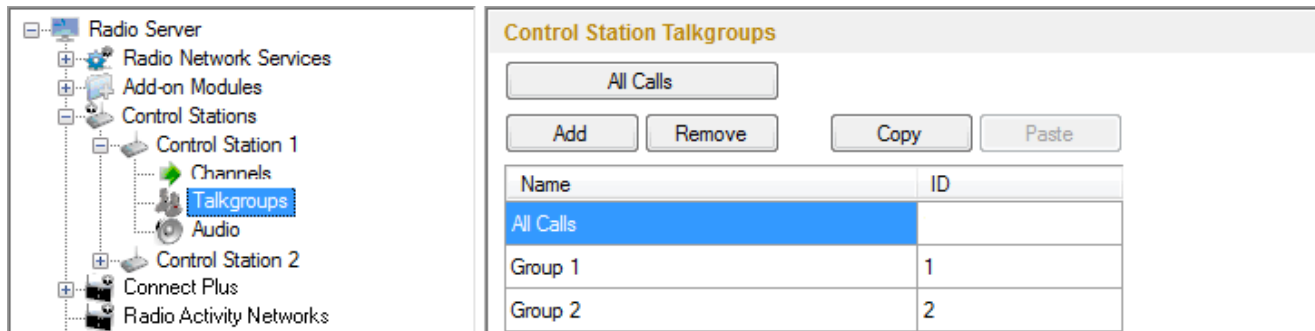 Radio Server
Radio Network Services
Add-on Modules
Control Stations
Control Station 1
Channels
Talkgroups
Audio
Control Station 2
Connect Plus
Radio Activity Networks
Control Station Talkgroups
All Calls
Add Remove Copy Paste
Name ID
All Calls
Group 1 1
Group 2 2